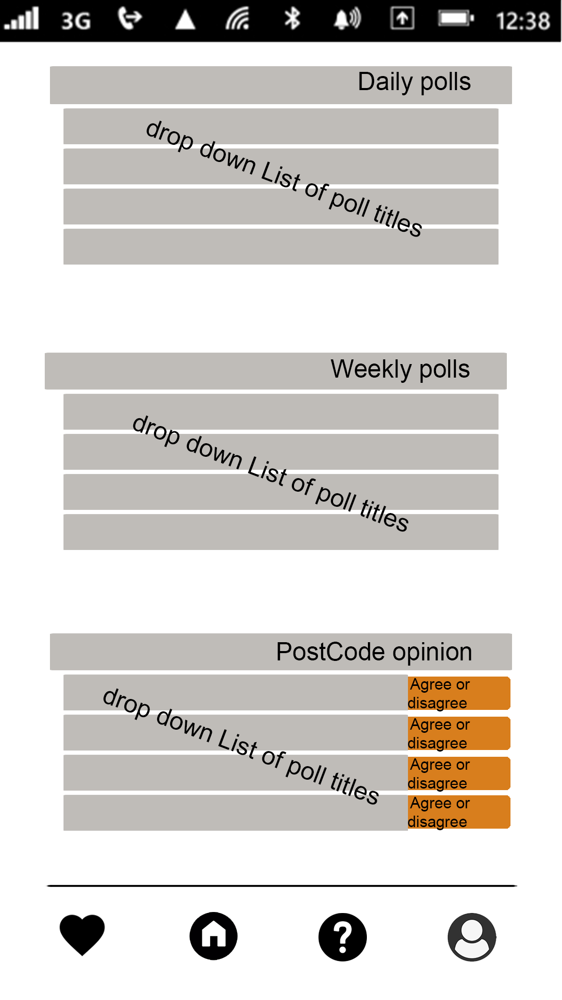 3G 12:38
Daily polls
drop down List of poll titles
Weekly polls
drop down List of poll titles
PostCode opinion
drop down List of poll titles
Agree or
disagree
Agree or
disagree
Agree or
disagree
Agree or
disagree
?